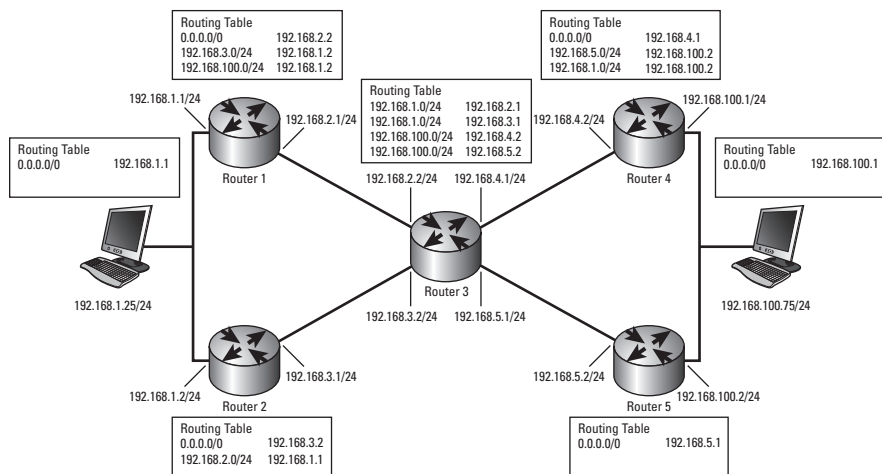 Routing Table
0.0.0.0/0 192.168.2.2
192.168.3.0/24 192.168.1.2
192.168.100.0/24 192.168.1.2
Routing Table
0.0.0.0/0 192.168.4.1
192.168.5.0/24 192.168.100.2
192.168.1.0/24 192.168.100.2
192.168.1.1/24
192.168.2.1/24
Router 1
Routing Table
192.168.1.0/24 192.168.2.1
192.168.1.0/24 192.168.3.1
192.168.100.0/24 192.168.4.2
192.168.100.0/24 192.168.5.2
192.168.4.2/24
192.168.100.1/24
Router 4
Routing Table
0.0.0.0/0 192.168.1.1
Routing Table
0.0.0.0/0 192.168.100.1
192.168.2.2/24
192.168.4.1/24
Router 3
192.168.1.25/24
192.168.100.75/24
192.168.3.2/24
192.168.5.1/24
192.168.1.2/24
192.168.3.1/24
Router 2
192.168.5.2/24
192.168.100.2/24
Router 5
Routing Table
0.0.0.0/0 192.168.3.2
192.168.2.0/24 192.168.1.1
Routing Table
0.0.0.0/0 192.168.5.1